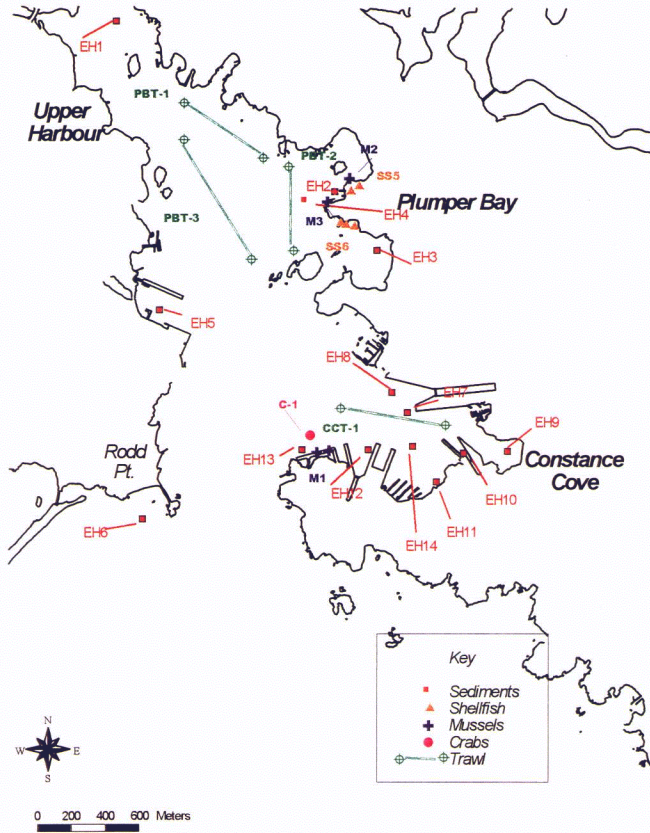 EH1
PBT-1
Upper
Harbour
PBT-2
M2
SS5
EH2
Plumper Bay
PBT-3
M3
EH4
SS6
EH3
EH5
EH8
EH7
C-1
CCT-1
EH9
Rodd
Pt.
EH13
Constance
Cove
M1
EH12
EH10
EH6
EH11
EH14
Key
Sediments
Shellfish
Mussels
Crabs
Trawl
N
W
E
S
0 200 400 600 Meters